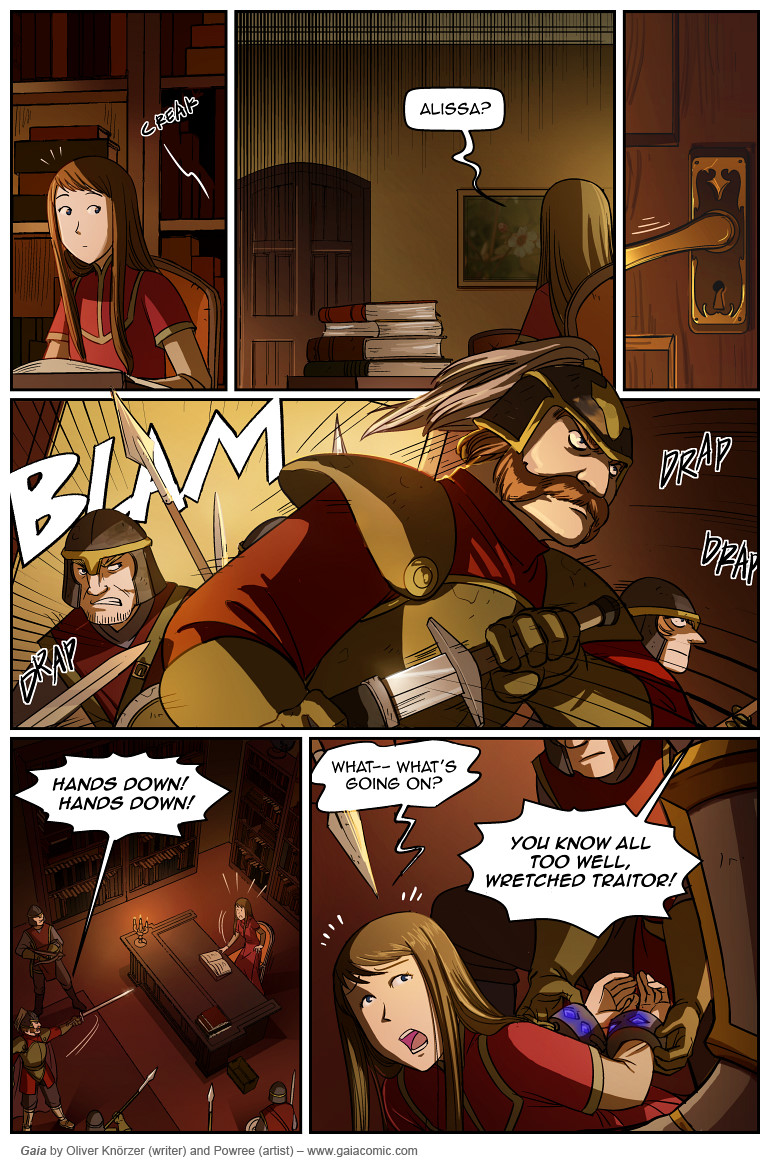 CREAK
ALISSA?
BLAM
DRAP
DRAP
DRAP
HANDS DOWN!
HANDS DOWN!
WHAT-- WHAT'S
GOING ON?
YOU KNOW ALL
TOO WELL,
WRETCHED TRAITOR!
Gaia by Oliver Knörzer (writer) and Powree (artist) – www.gaiacomic.com